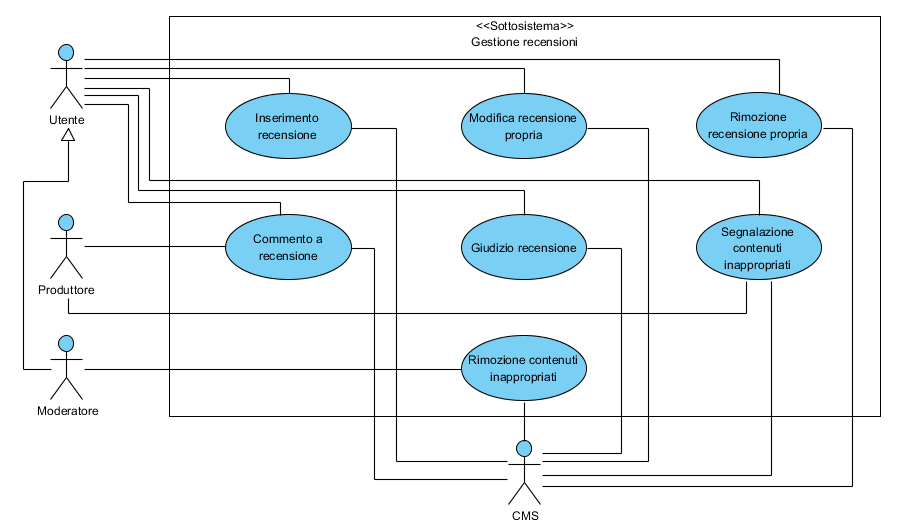 <<Sottosistema>>
Gestione recensioni
Utente
Inserimento
recensione
Modifica recensione
propria
Rimozione
recensione propria
Produttore
Commento a
recensione
Giudizio recensione
Segnalazione
contenuti
inappropriati
Moderatore
Rimozione contenuti
inappropriati
CMS